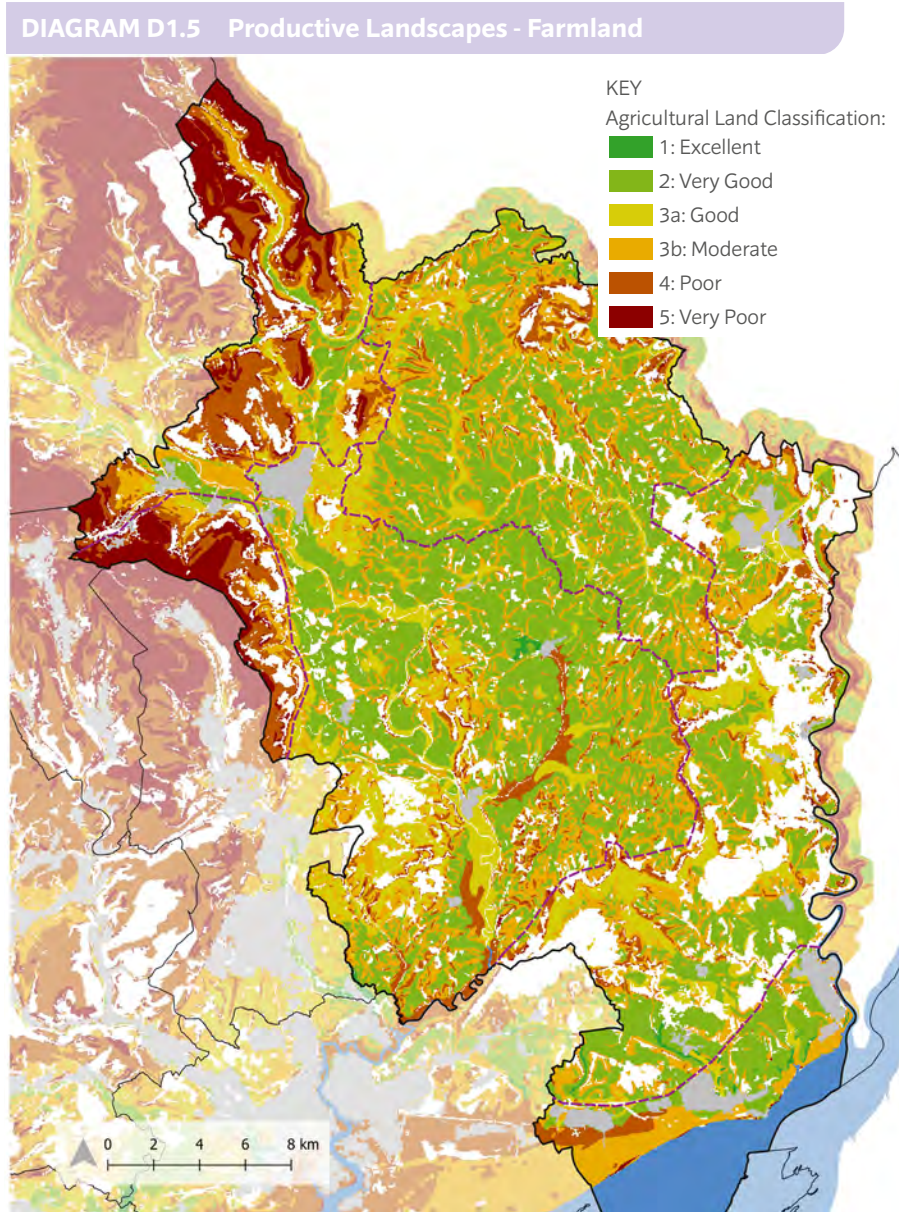 DIAGRAM D1.5 Productive Landscapes - Farmland
KEY
Agricultural Land Classification:
1: Excellent
2: Very Good
3a: Good
3b: Moderate
4: Poor
5: Very Poor
0 2 4 6 8 km